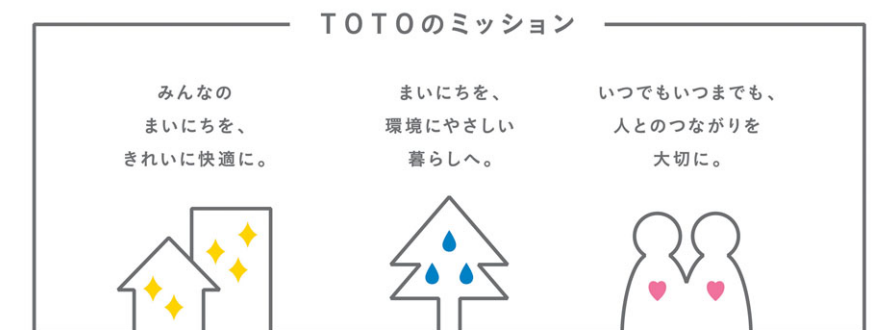 TOTOのミッション
みんなの
まいにちを、
きれいに快適に。
まいにちを、
環境にやさしい
暮らしへ。
いつでもいつまでも、
人とのつながりを
大切に。